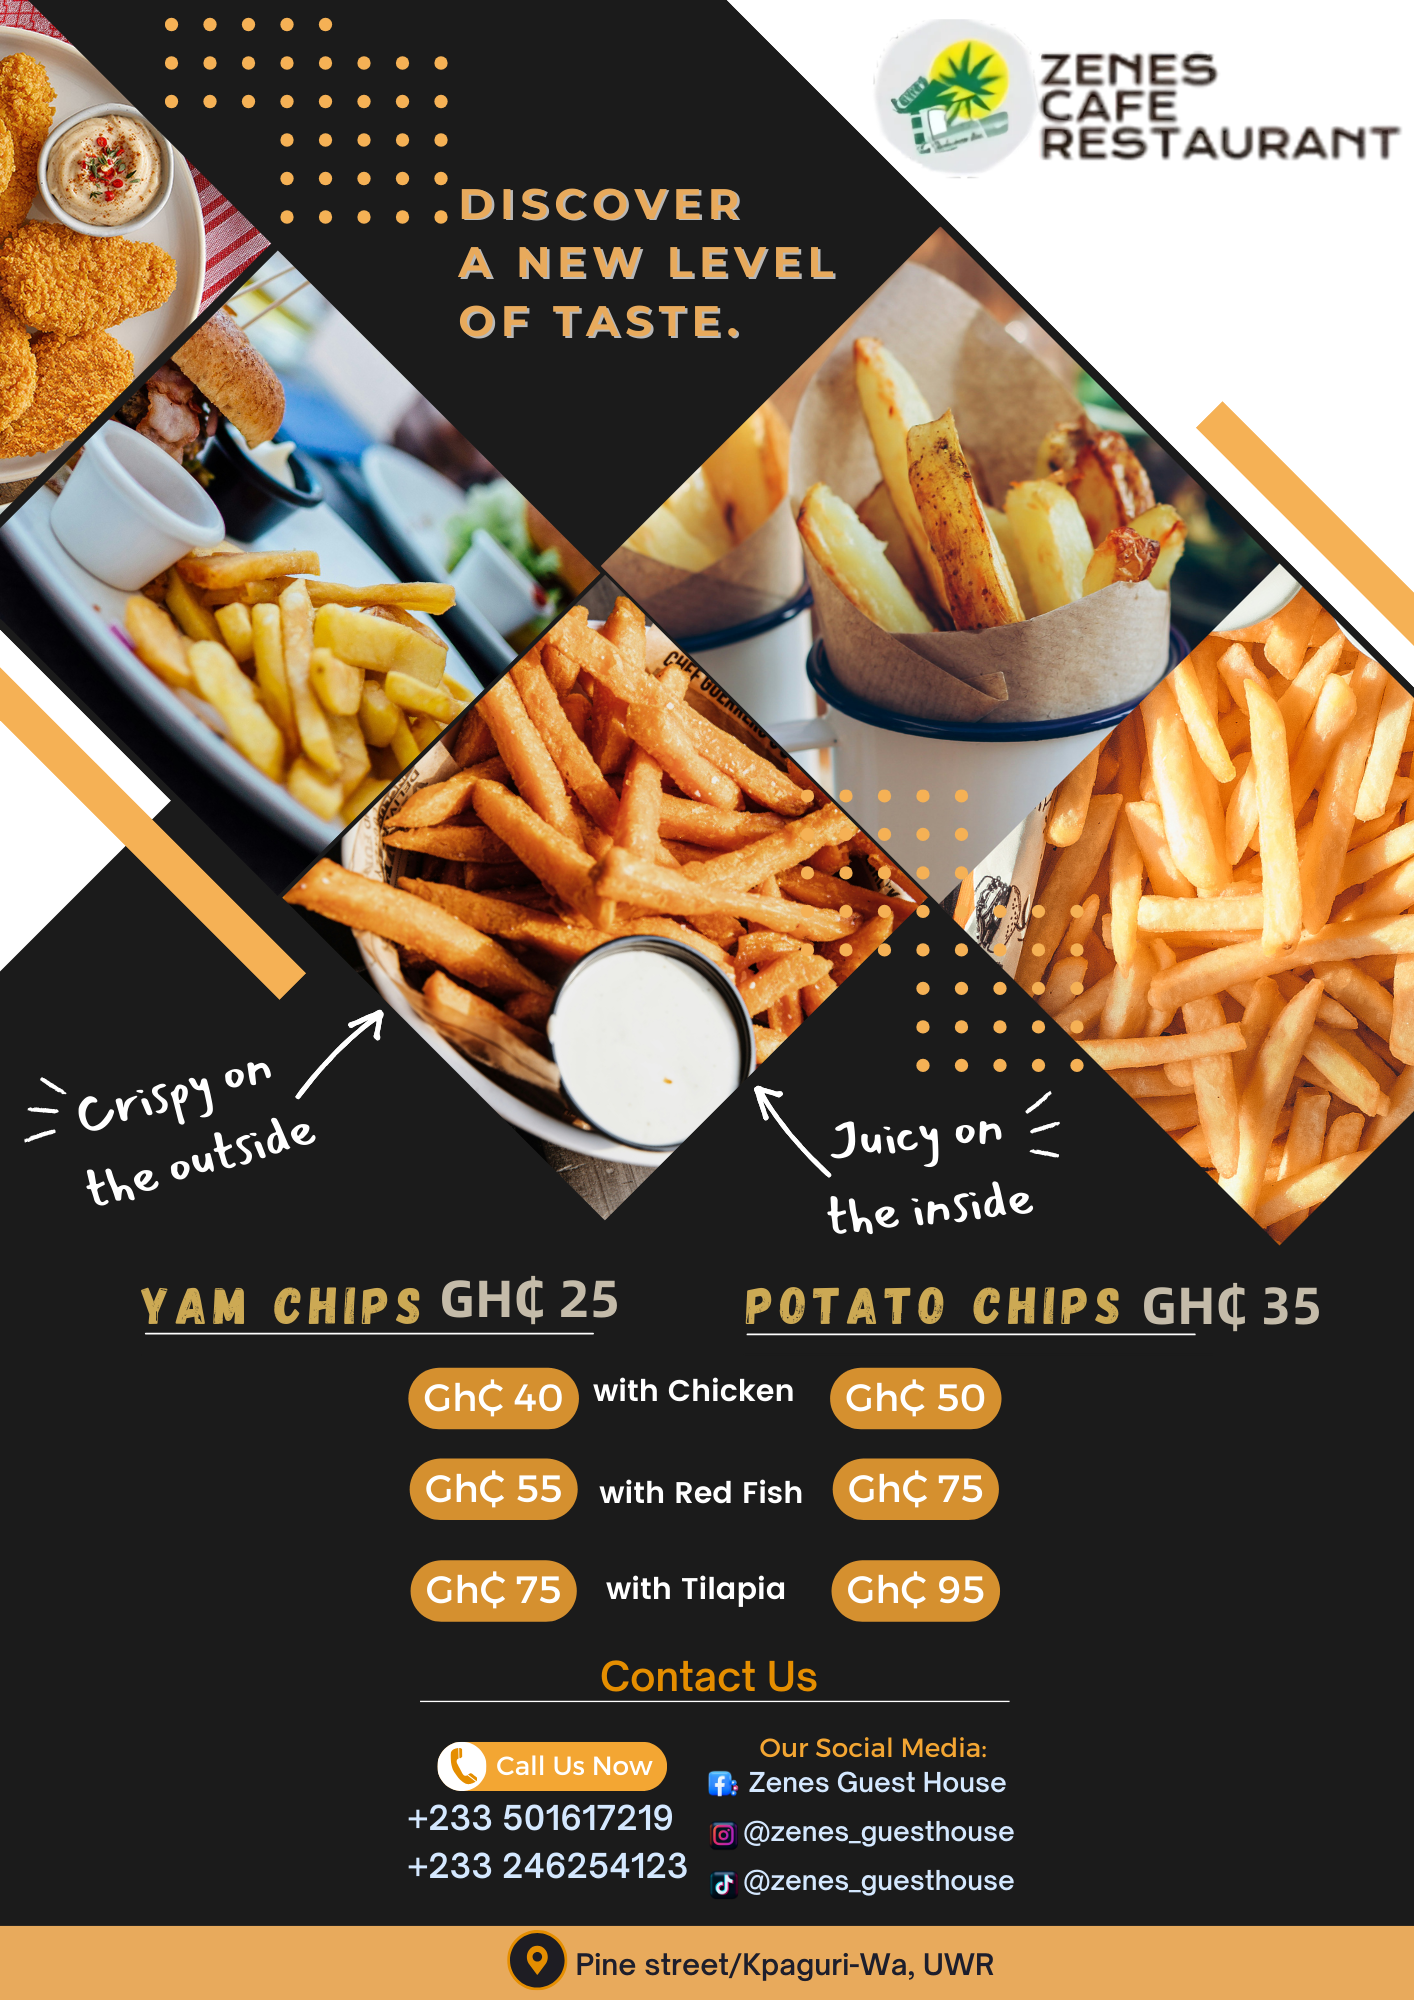 ZENES
CAFE
RESTAURANT
DISCOVER
A NEW LEVEL
OF TASTE.
CHEF
Crispy on
the outside
Juicy on
the inside
YAM CHIPS GH₵ 25
POTATO CHIPS GH₵ 35
Gh₵ 40 with Chicken Gh₵ 50
Gh₵ 55 with Red Fish Gh₵ 75
Gh₵ 75 with Tilapia Gh₵ 95
Contact Us
Call Us Now
+233 501617219
+233 246254123
Our Social Media:
Zenes Guest House
@zenes_guesthouse
@zenes_guesthouse
Pine street/Kpaguri-Wa, UWR